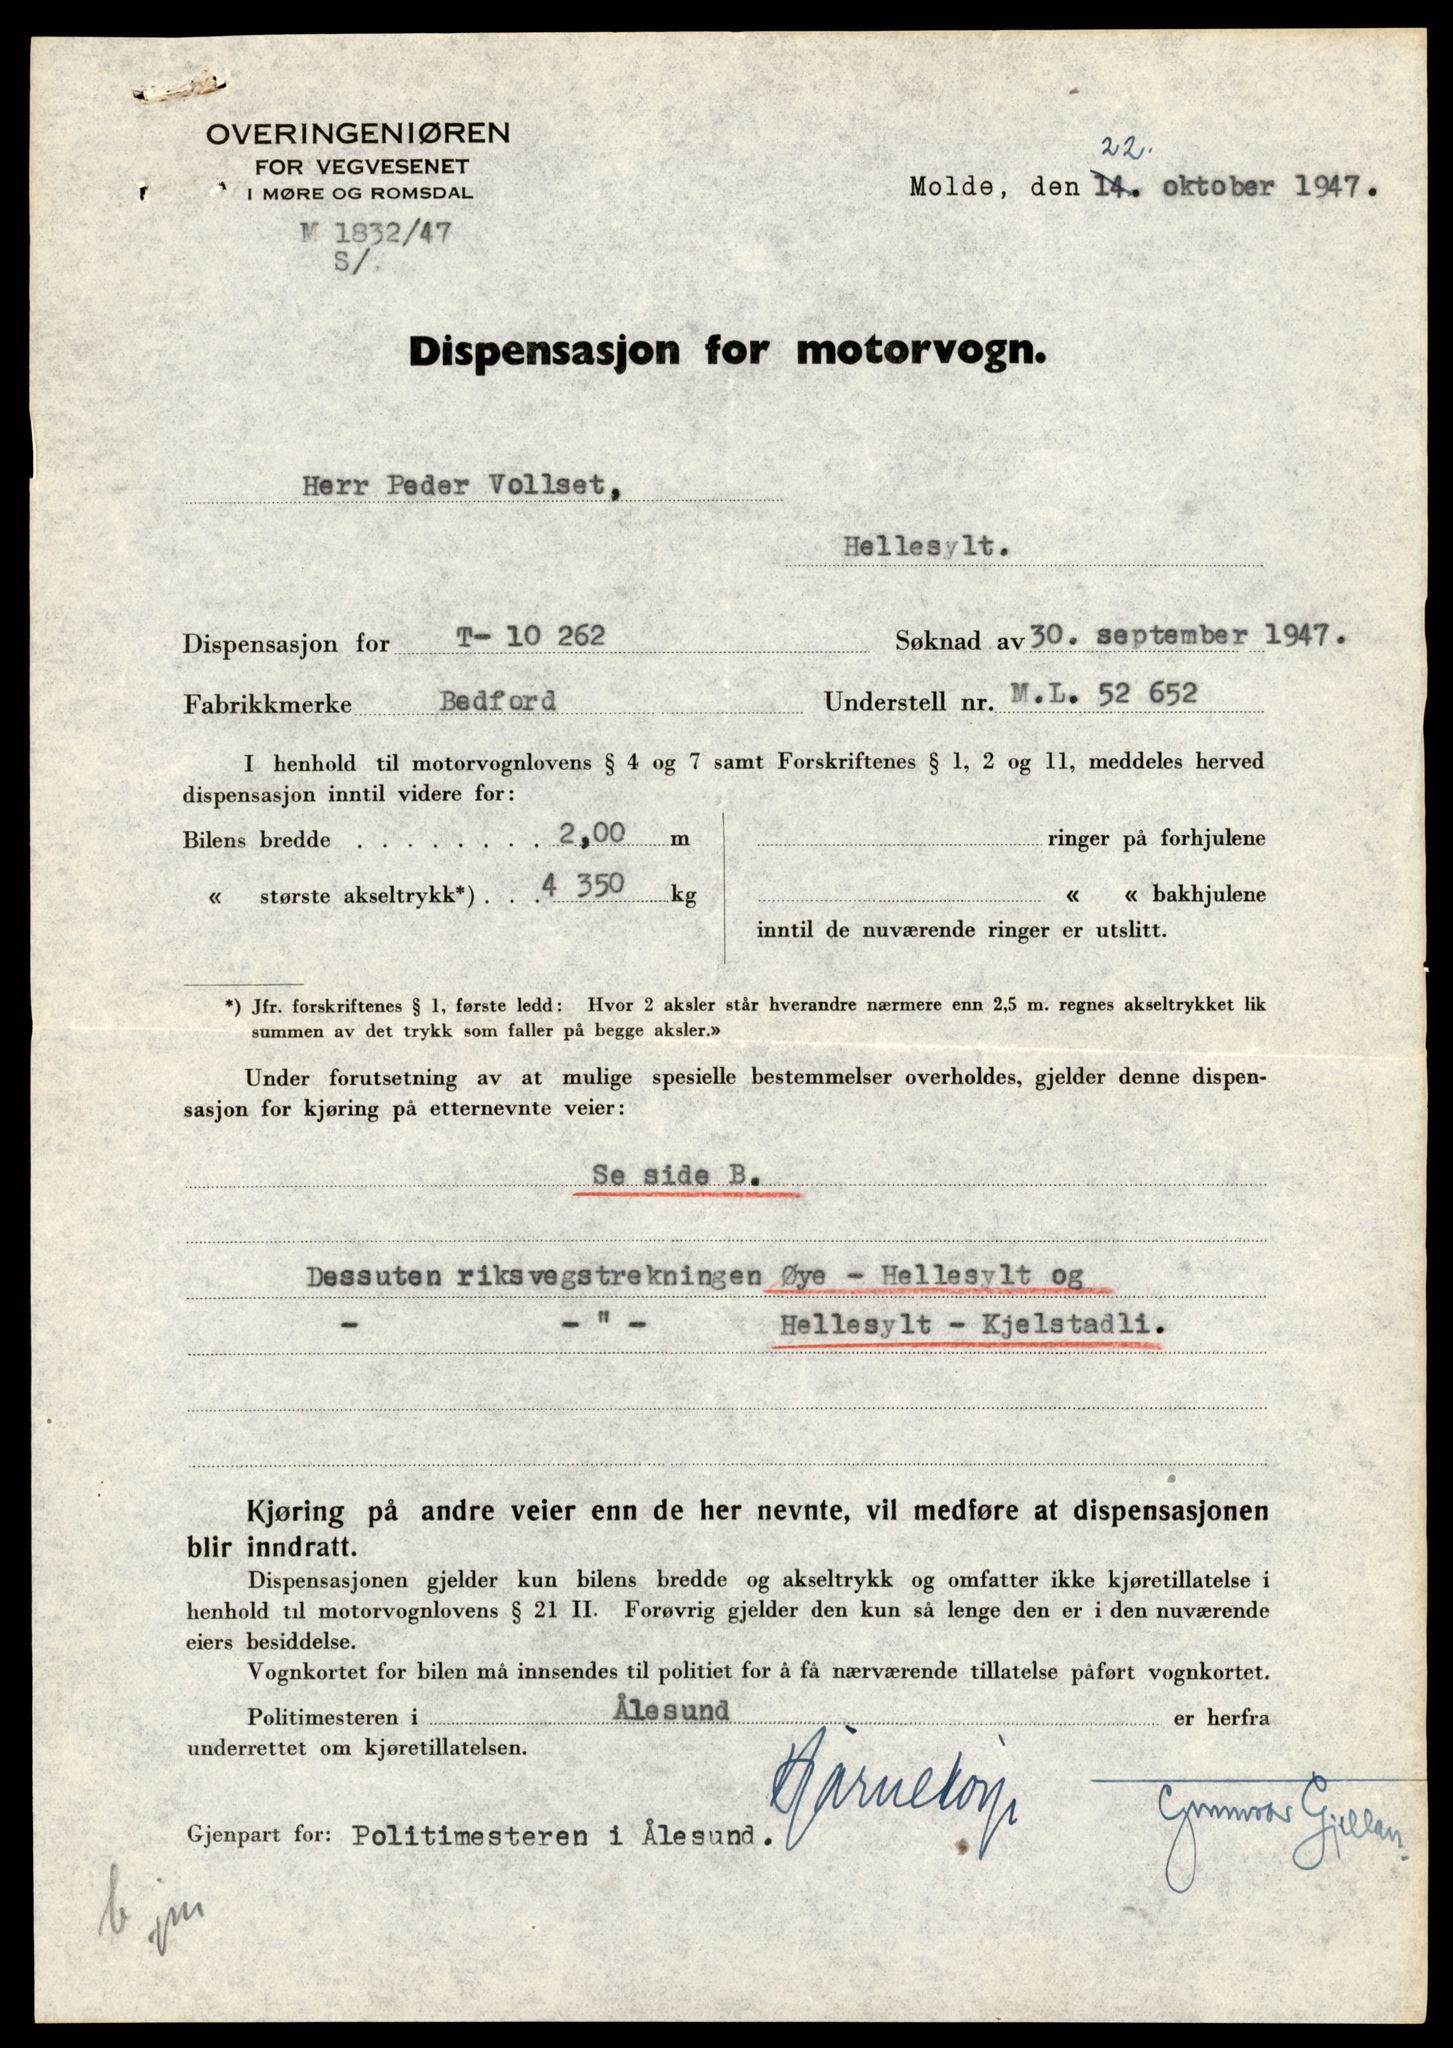 OVERINGENIØREN
FOR VEGVESENET
I MØRE OG ROMSDAL
M 1832/47
S/.
22.
Molde, den 14. oktober 1947.
Dispensasjon for motorvogn.
Herr Peder Vollset,
Hellesylt.
Dispensasjon for T- 10 262 Søknad av 30. september 1947.
Fabrikkmerke Bedford Understell nr. M.L. 52 652
I henhold til motorvognlovens § 4 og 7 samt Forskriftenes § 1, 2 og 11, meddeles herved
dispensasjon inntil videre for:
Bilens bredde . . . . . . . . 2,00 m
« største akseltrykk*) . . . 4 350 kg
ringer på forhjulene
« « bakhjulene
inntil de nuværende ringer er utslitt.
*) Jfr. forskriftenes § 1, første ledd: Hvor 2 aksler står hverandre nærmere enn 2,5 m. regnes akseltrykket lik
summen av det trykk som faller på begge aksler.»
Under forutsetning av at mulige spesielle bestemmelser overholdes, gjelder denne dispen-
sasjon for kjøring på etternevnte veier:
Se side B.
Dessuten riksvegstrekningen Øye - Hellesylt og
- - " - Hellesylt - Kjelstadli.
Kjøring på andre veier enn de her nevnte, vil medføre at dispensasjonen
blir inndratt.
Dispensasjonen gjelder kun bilens bredde og akseltrykk og omfatter ikke kjøretillatelse i
henhold til motorvognlovens § 21 II. Forøvrig gjelder den kun så lenge den er i den nuværende
eiers besiddelse.
Vognkortet for bilen må innsendes til politiet for å få nærværende tillatelse påført vognkortet.
Politimesteren i Ålesund er herfra
underrettet om kjøretillatelsen.
Gjenpart for: Politimesteren i Ålesund.